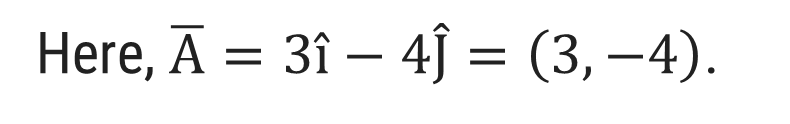 Here, A̅ = 3î − 4ĵ = (3, −4).